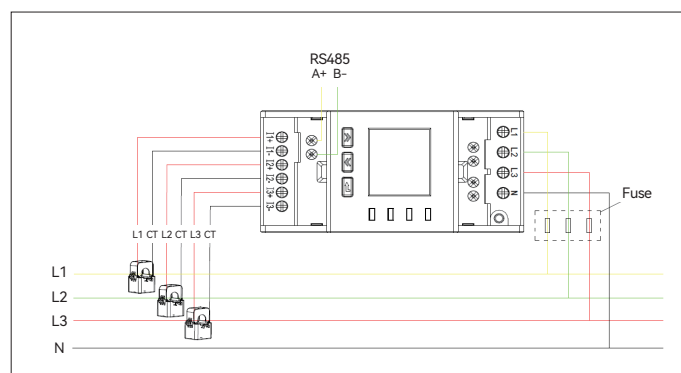 RS485
A+ B-
I1+
I1-
I2+
I2-
I3+
I3-
L1
L2
L3
N
Fuse
L1 CT L2 CT L3 CT
L1
L2
L3
N